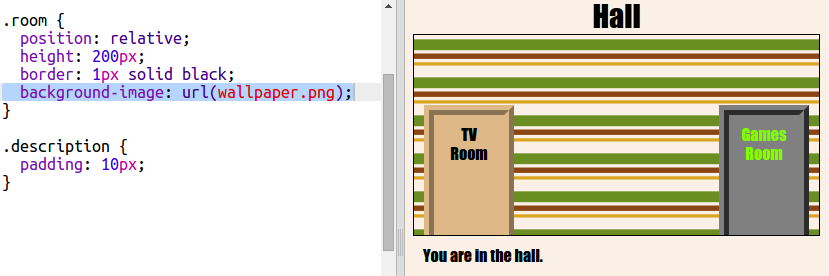 .room {
  position: relative;
  height: 200px;
  border: 1px solid black;
  background-image: url(wallpaper.png);
}
.description {
  padding: 10px;
}
Hall
TV
Room
Games
Room
You are in the hall.